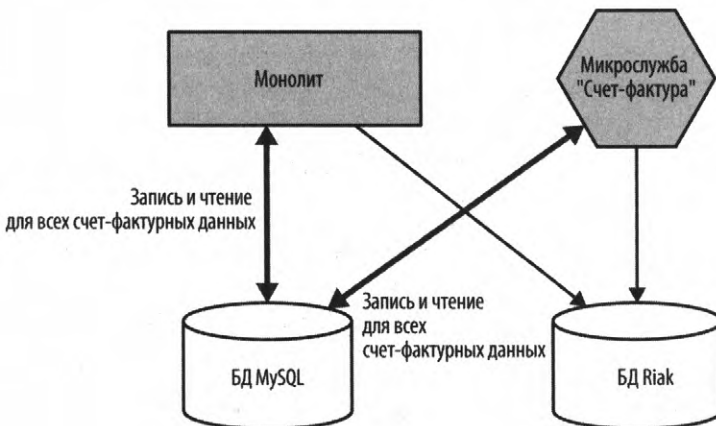 Монолит
Микрослужба
"Счет-фактура"
Запись и чтение
для всех счет-фактурных данных
Запись и чтение
для всех
счет-фактурных данных
БД MySQL
БД Riak